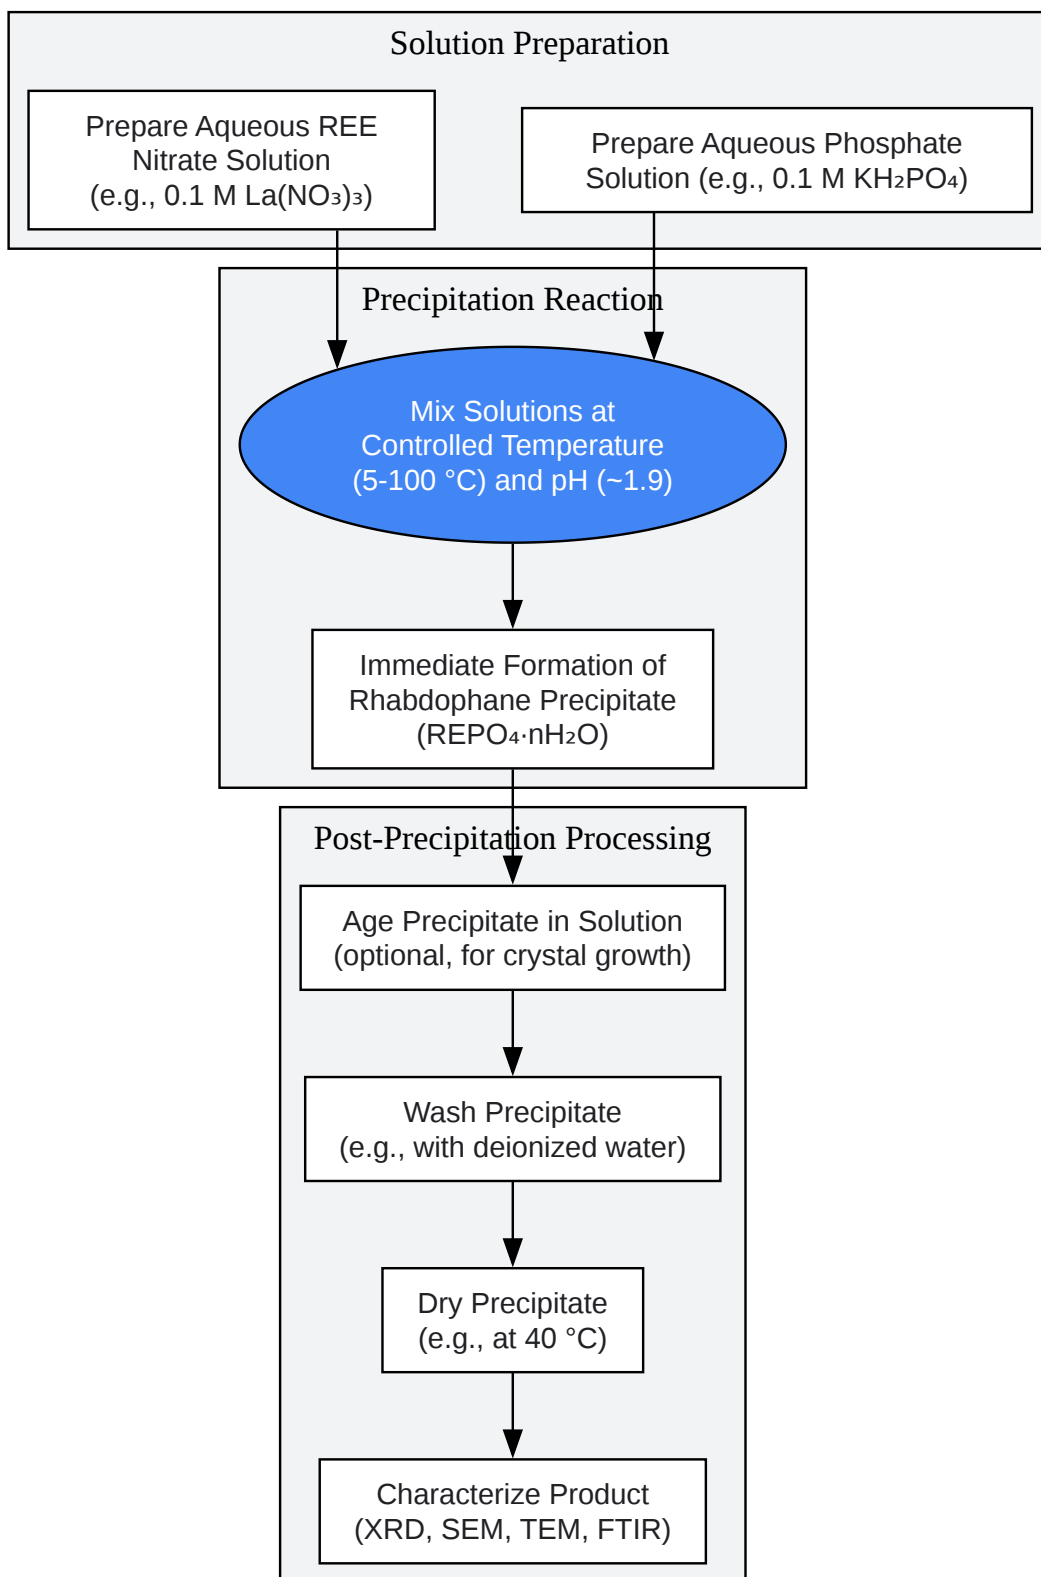 Solution Preparation
Prepare Aqueous REE
Nitrate Solution
(e.g., 0.1 M La(NO₃)₃)
Prepare Aqueous Phosphate
Solution (e.g., 0.1 M KH₂PO₄)
Precipitation Reaction
Mix Solutions at
Controlled Temperature
(5-100 °C) and pH (~1.9)
Immediate Formation of
Rhabdophane Precipitate
(REPO₄·nH₂O)
Post-Precipitation Processing
Age Precipitate in Solution
(optional, for crystal growth)
Wash Precipitate
(e.g., with deionized water)
Dry Precipitate
(e.g., at 40 °C)
Characterize Product
(XRD, SEM, TEM, FTIR)